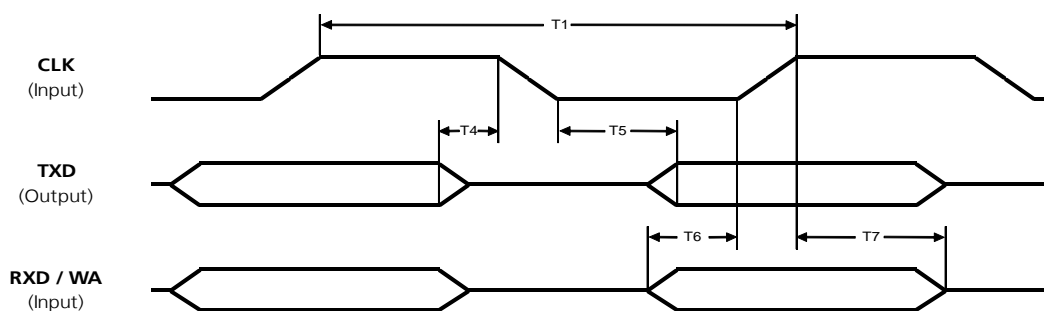 T1
CLK
(Input)
T4
T5
TXD
(Output)
T6
T7
RXD / WA
(Input)